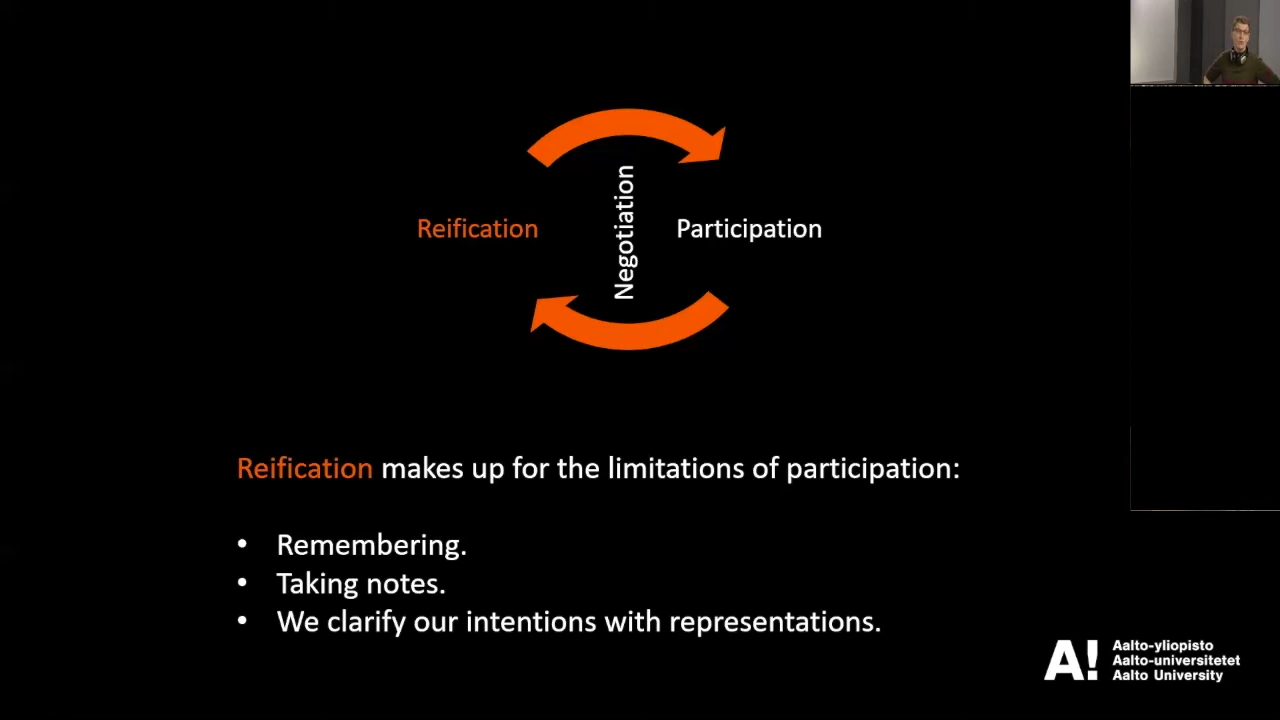 Reification
Negotiation
Participation
Reification makes up for the limitations of participation:
• Remembering.
• Taking notes.
• We clarify our intentions with representations.
A!
Aalto-yliopisto
Aalto-universitetet
Aalto University